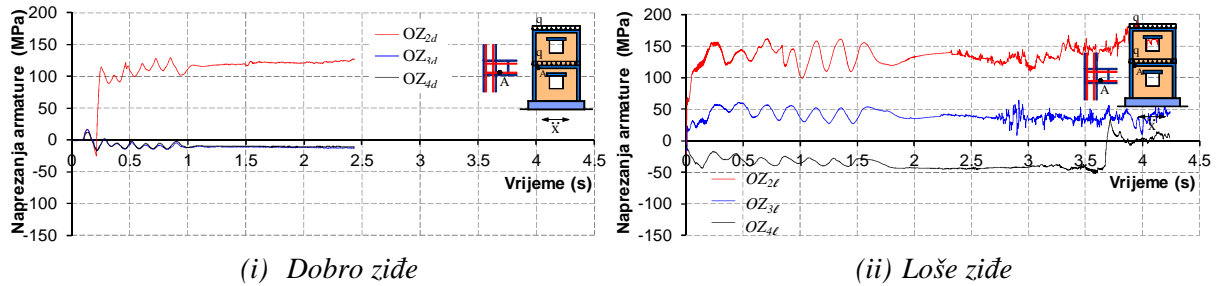 Naprezanja armature (MPa)
200
150
100
50
0
-50
-100
-150
0
0.5
1
1.5
2
2.5
3
3.5
4
4.5
Vrijeme (s)
OZ2d
OZ3d
OZ4d
A
q
q
A
ẍ
(i) Dobro ziđe
Naprezanja armature (MPa)
200
150
100
50
0
-50
-100
-150
0
0.5
1
1.5
2
2.5
3
3.5
4
4.5
Vrijeme (s)
OZ2ℓ
OZ3ℓ
OZ4ℓ
A
q
q
A
ẍ
(ii) Loše ziđe